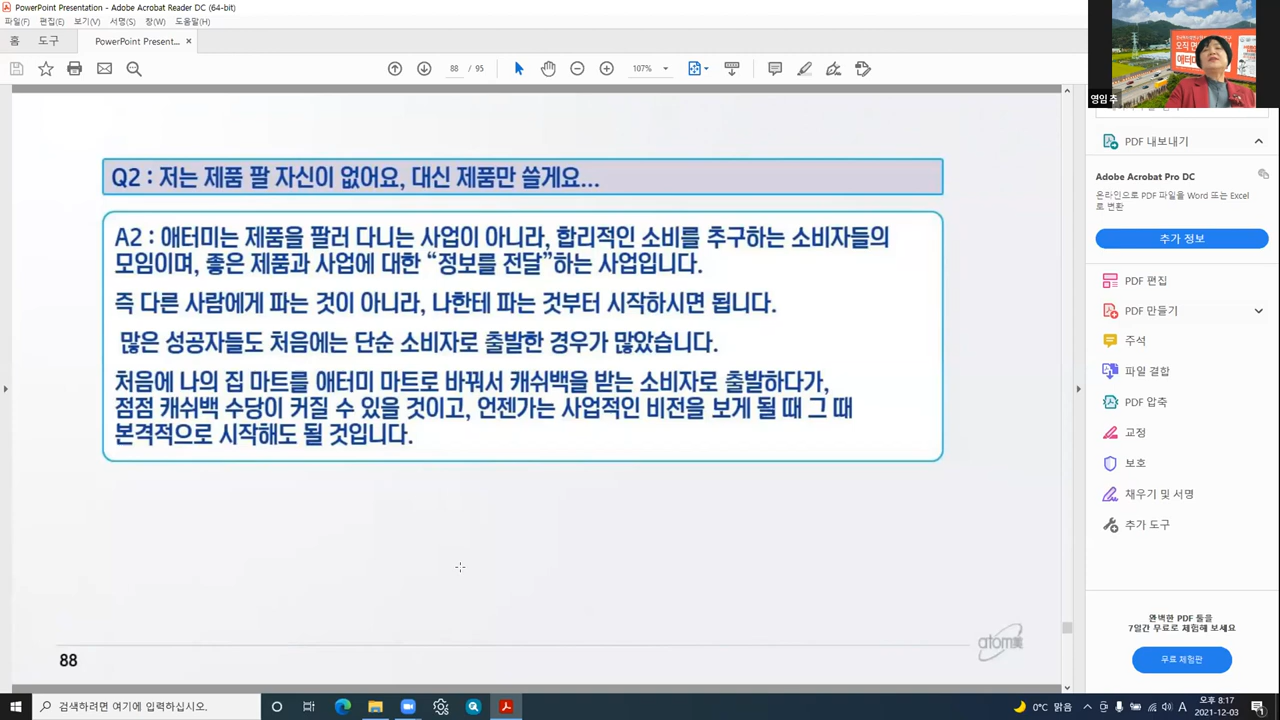 PowerPoint Presentation - Adobe Acrobat Reader DC (64-bit)
파일(F) 편집(E) 보기(V) 서명(S) 창(W) 도움말(H)
홈 도구 PowerPoint Present... ×
88 / 95 107%
영임 추
Q2 : 저는 제품 팔 자신이 없어요, 대신 제품만 쓸게요...
A2 : 애터미는 제품을 팔러 다니는 사업이 아니라, 합리적인 소비를 추구하는 소비자들의
모임이며, 좋은 제품과 사업에 대한 “정보를 전달”하는 사업입니다.
즉 다른 사람에게 파는 것이 아니라, 나한테 파는 것부터 시작하시면 됩니다.
많은 성공자들도 처음에는 단순 소비자로 출발한 경우가 많았습니다.
처음에 나의 집 마트를 애터미 마트로 바꿔서 캐쉬백을 받는 소비자로 출발하다가,
점점 캐쉬백 수당이 커질 수 있을 것이고, 언젠가는 사업적인 비전을 보게 될 때 그 때
본격적으로 시작해도 될 것입니다.
88
atom美
PDF 내보내기
Adobe Acrobat Pro DC
온라인으로 PDF 파일을 Word 또는 Excel
로 변환
추가 정보
PDF 편집
PDF 만들기
주석
파일 결합
PDF 압축
교정
보호
채우기 및 서명
추가 도구
완벽한 PDF 툴을
7일간 무료로 체험해 보세요
무료 체험판
검색하려면 여기에 입력하십시오.
0°C 맑음
A
오후 8:17
2021-12-03
1